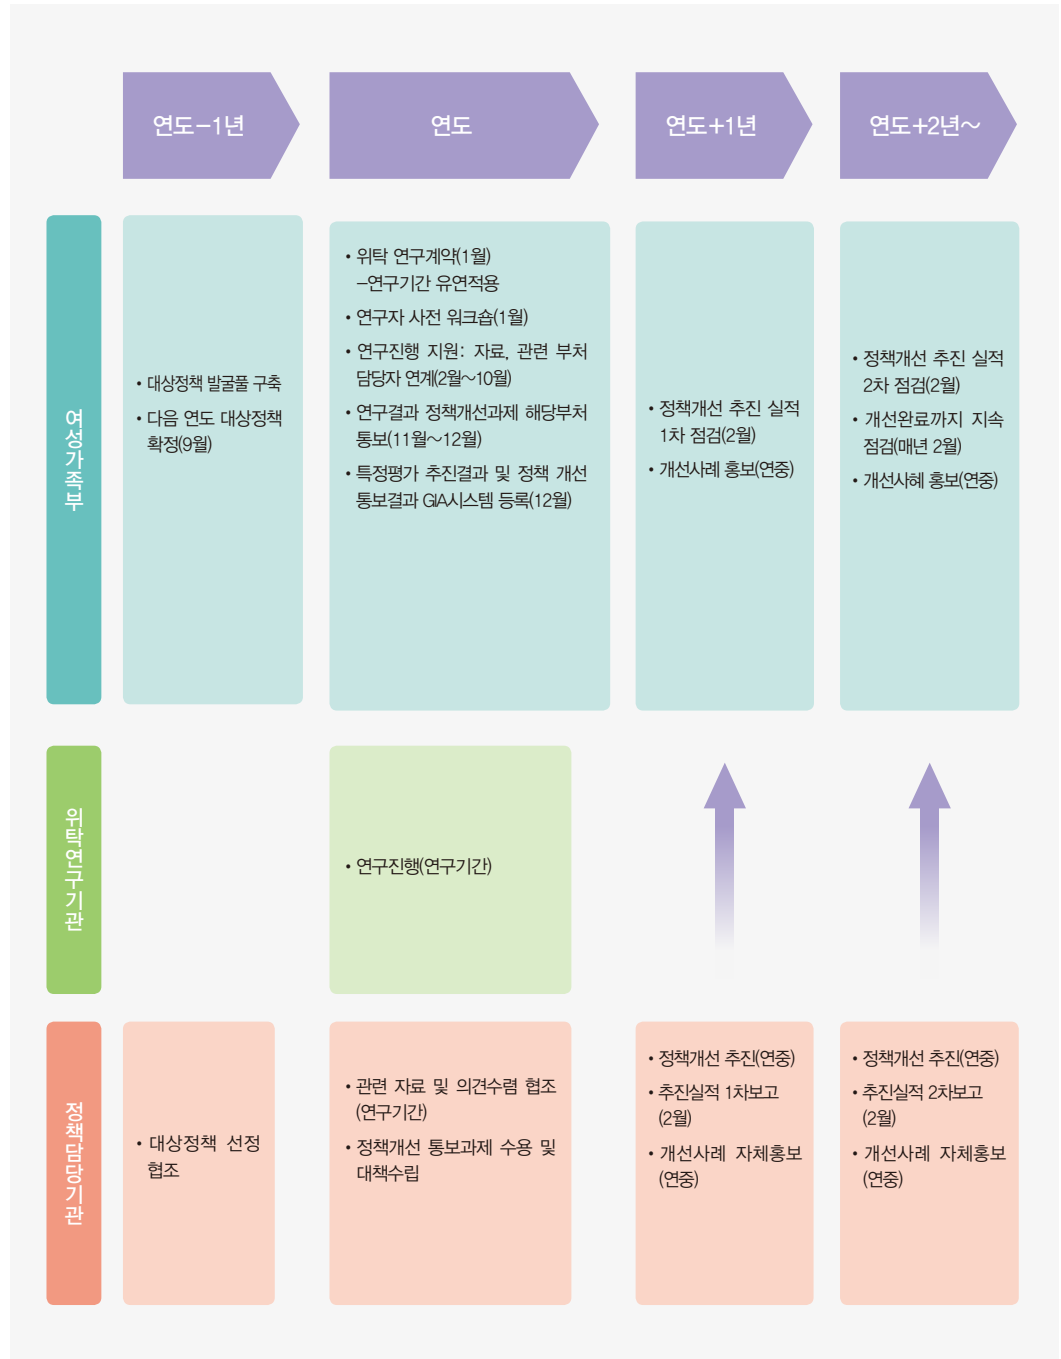 연도-1년
연도
연도+1년
연도+2년~
여성가족부
• 대상정책 발굴풀 구축
• 다음 연도 대상정책
확정(9월)
• 위탁 연구계약(1월)
-연구기간 유연적용
• 연구자 사전 워크숍(1월)
• 연구진행 지원: 자료, 관련 부처
담당자 연계(2월~10월)
• 연구결과 정책개선과제 해당부처
통보(11월~12월)
• 특정평가 추진결과 및 정책 개선
통보결과 GIA시스템 등록(12월)
• 정책개선 추진 실적
1차 점검(2월)
• 개선사례 홍보(연중)
• 정책개선 추진 실적
2차 점검(2월)
• 개선완료까지 지속
점검(매년 2월)
• 개선사혜 홍보(연중)
위탁연구기관
• 연구진행(연구기간)
정책담당기관
• 대상정책 선정
협조
• 관련 자료 및 의견수렴 협조
(연구기간)
• 정책개선 통보과제 수용 및
대책수립
• 정책개선 추진(연중)
• 추진실적 1차보고
(2월)
• 개선사례 자체홍보
(연중)
• 정책개선 추진(연중)
• 추진실적 2차보고
(2월)
• 개선사례 자체홍보
(연중)